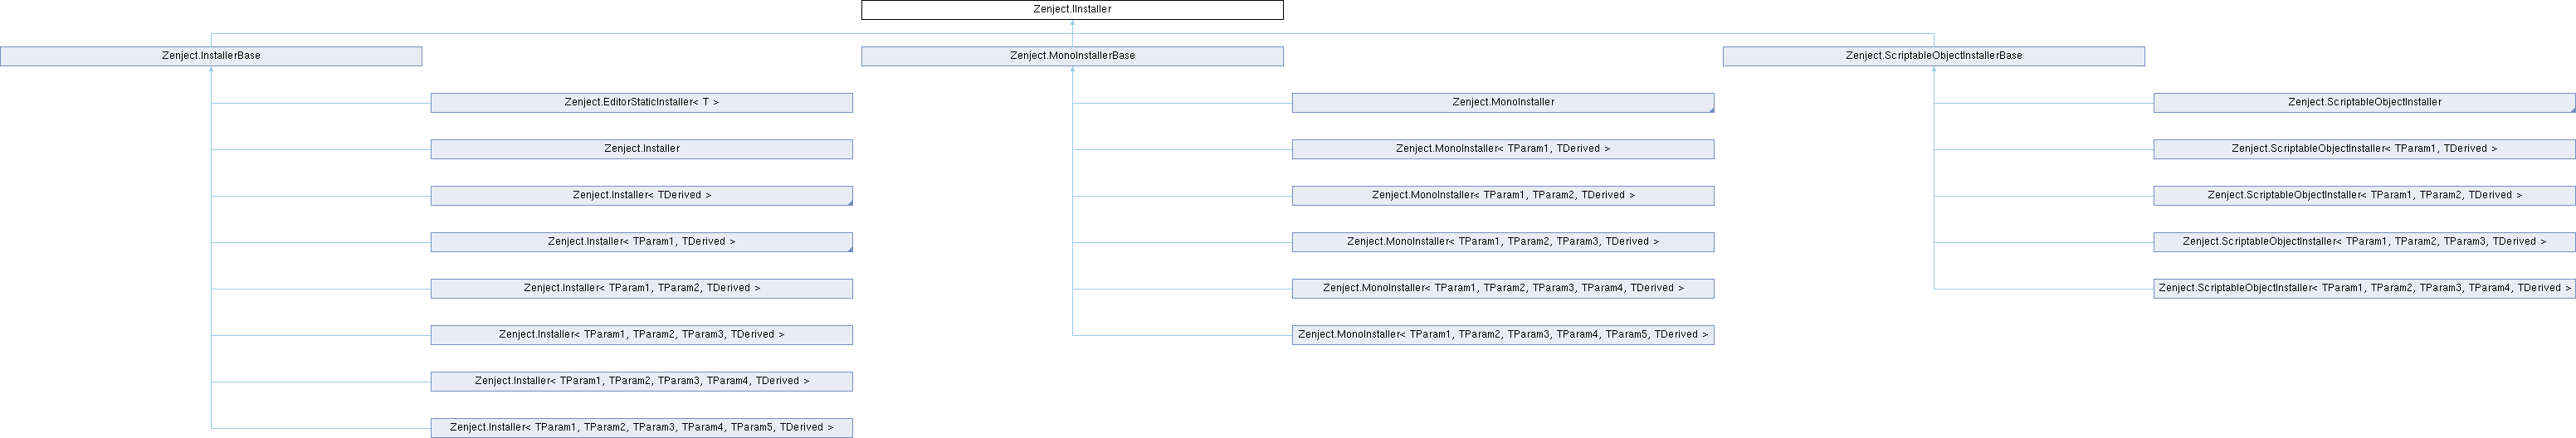 Zenject.IInstaller
Zenject.InstallerBase
Zenject.MonoInstallerBase
Zenject.ScriptableObjectInstallerBase
Zenject.EditorStaticInstaller< T >
Zenject.MonoInstaller
Zenject.ScriptableObjectInstaller
Zenject.Installer
Zenject.MonoInstaller< TParam1, TDerived >
Zenject.ScriptableObjectInstaller< TParam1, TDerived >
Zenject.Installer< TDerived >
Zenject.MonoInstaller< TParam1, TParam2, TDerived >
Zenject.ScriptableObjectInstaller< TParam1, TParam2, TDerived >
Zenject.Installer< TParam1, TDerived >
Zenject.MonoInstaller< TParam1, TParam2, TParam3, TDerived >
Zenject.ScriptableObjectInstaller< TParam1, TParam2, TParam3, TDerived >
Zenject.Installer< TParam1, TParam2, TDerived >
Zenject.MonoInstaller< TParam1, TParam2, TParam3, TParam4, TDerived >
Zenject.ScriptableObjectInstaller< TParam1, TParam2, TParam3, TParam4, TDerived >
Zenject.Installer< TParam1, TParam2, TParam3, TDerived >
Zenject.MonoInstaller< TParam1, TParam2, TParam3, TParam4, TParam5, TDerived >
Zenject.Installer< TParam1, TParam2, TParam3, TParam4, TDerived >
Zenject.Installer< TParam1, TParam2, TParam3, TParam4, TParam5, TDerived >